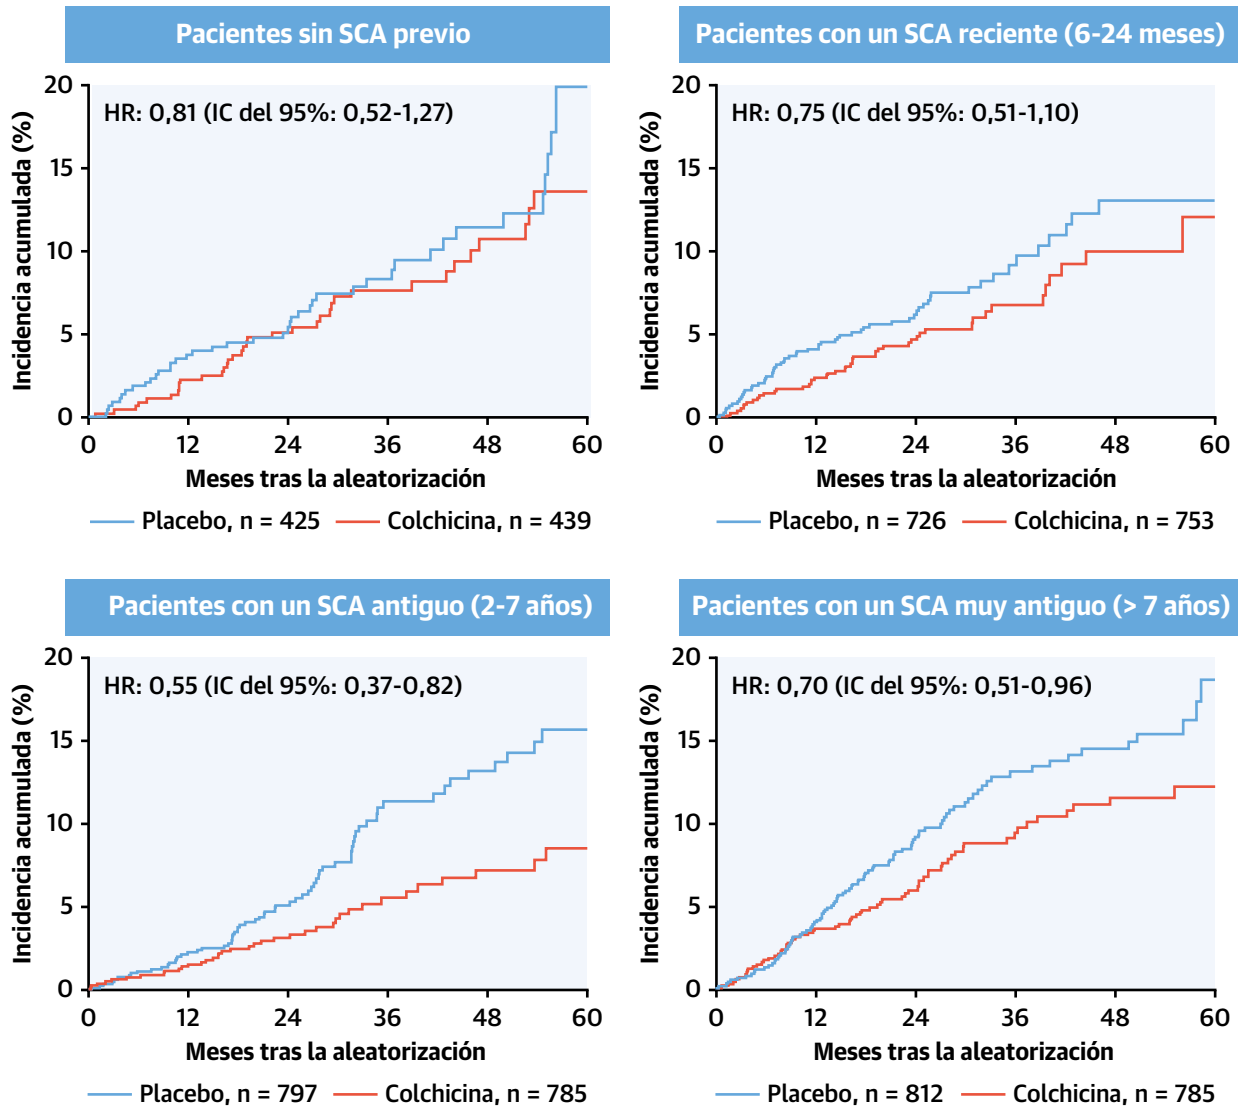 Pacientes sin SCA previo
HR: 0,81 (IC del 95%: 0,52-1,27)
Incidencia acumulada (%)
20
15
10
5
0
0 12 24 36 48 60
Meses tras la aleatorización
Placebo, n = 425 Colchicina, n = 439
Pacientes con un SCA reciente (6-24 meses)
HR: 0,75 (IC del 95%: 0,51-1,10)
Incidencia acumulada (%)
20
15
10
5
0
0 12 24 36 48 60
Meses tras la aleatorización
Placebo, n = 726 Colchicina, n = 753
Pacientes con un SCA antiguo (2-7 años)
HR: 0,55 (IC del 95%: 0,37-0,82)
Incidencia acumulada (%)
20
15
10
5
0
0 12 24 36 48 60
Meses tras la aleatorización
Placebo, n = 797 Colchicina, n = 785
Pacientes con un SCA muy antiguo (> 7 años)
HR: 0,70 (IC del 95%: 0,51-0,96)
Incidencia acumulada (%)
20
15
10
5
0
0 12 24 36 48 60
Meses tras la aleatorización
Placebo, n = 812 Colchicina, n = 785